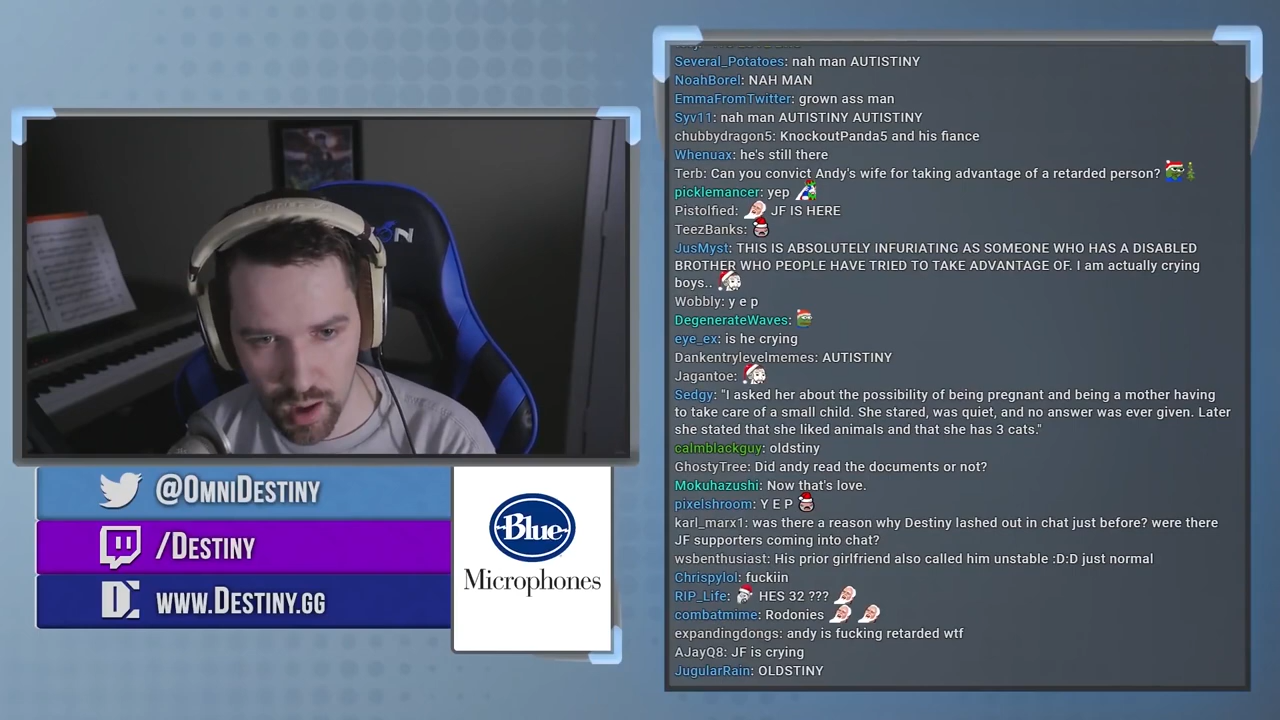 Several_Potatoes: nah man AUTISTINY
NoahBorel: NAH MAN
EmmaFromTwitter: grown ass man
Syv11: nah man AUTISTINY AUTISTINY
chubbydragon5: KnockoutPanda5 and his fiance
Whenuax: he's still there
Terb: Can you convict Andy's wife for taking advantage of a retarded person?
picklemancer: yep
Pistolfied: JF IS HERE
TeezBanks:
JusMyst: THIS IS ABSOLUTELY INFURIATING AS SOMEONE WHO HAS A DISABLED
BROTHER WHO PEOPLE HAVE TRIED TO TAKE ADVANTAGE OF. I am actually crying
boys..
Wobbly: y e p
DegenerateWaves:
eye_ex: is he crying
Dankentrylevelmemes: AUTISTINY
Jagantoe:
Sedgy: "I asked her about the possibility of being pregnant and being a mother having
to take care of a small child. She stared, was quiet, and no answer was ever given. Later
she stated that she liked animals and that she has 3 cats."
calmblackguy: oldstiny
GhostyTree: Did andy read the documents or not?
Mokuhazushi: Now that's love.
pixelshroom: Y E P
karl_marx1: was there a reason why Destiny lashed out in chat just before? were there
JF supporters coming into chat?
wsbenthusiast: His prior girlfriend also called him unstable :D:D just normal
Chrispylol: fuckiin
RIP_Life: HES 32 ???
combatmime: Rodonies
expandingdongs: andy is fucking retarded wtf
AJayQ8: JF is crying
JugularRain: OLDSTINY
@OmniDestiny
/Destiny
www.Destiny.gg
Blue
Microphones